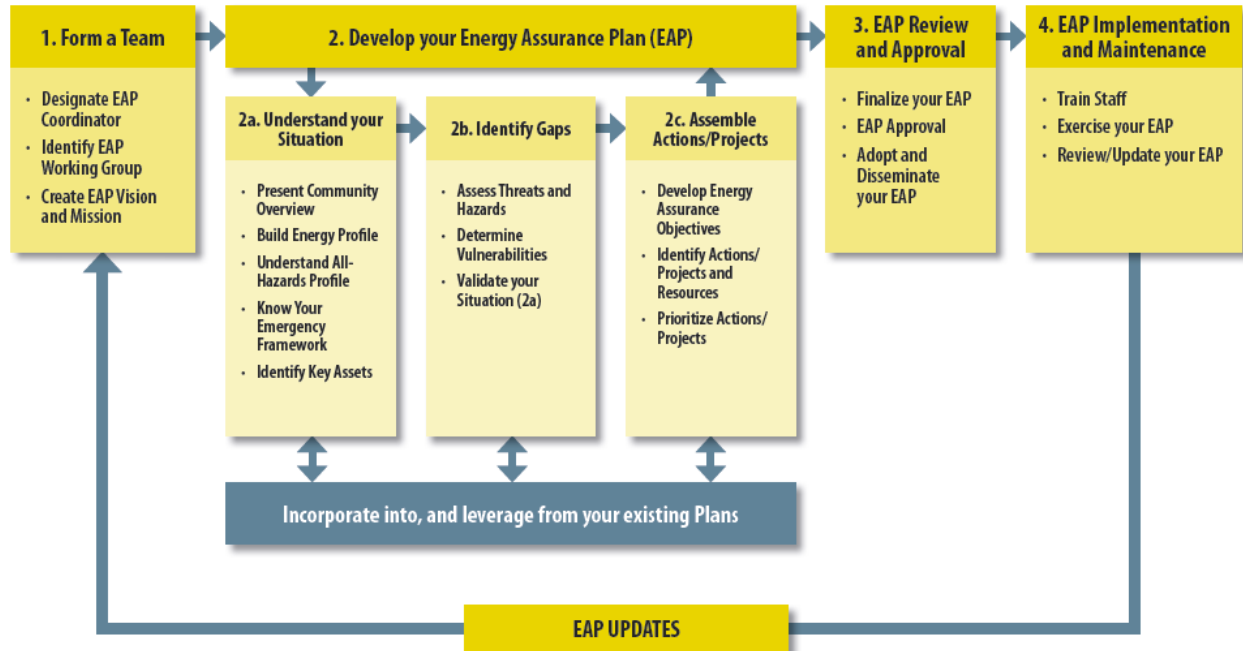 1. Form a Team
• Designate EAP
Coordinator
• Identify EAP
Working Group
• Create EAP Vision
and Mission
2. Develop your Energy Assurance Plan (EAP)
2a. Understand your
Situation
• Present Community
Overview
• Build Energy Profile
• Understand All-
Hazards Profile
• Know Your
Emergency
Framework
• Identify Key Assets
2b. Identify Gaps
• Assess Threats and
Hazards
• Determine
Vulnerabilities
• Validate your
Situation (2a)
2c. Assemble
Actions/Projects
• Develop Energy
Assurance
Objectives
• Identify Actions/
Projects and
Resources
• Prioritize Actions/
Projects
Incorporate into, and leverage from your existing Plans
3. EAP Review
and Approval
• Finalize your EAP
• EAP Approval
• Adopt and
Disseminate
your EAP
4. EAP Implementation
and Maintenance
• Train Staff
• Exercise your EAP
• Review/Update your EAP
EAP UPDATES